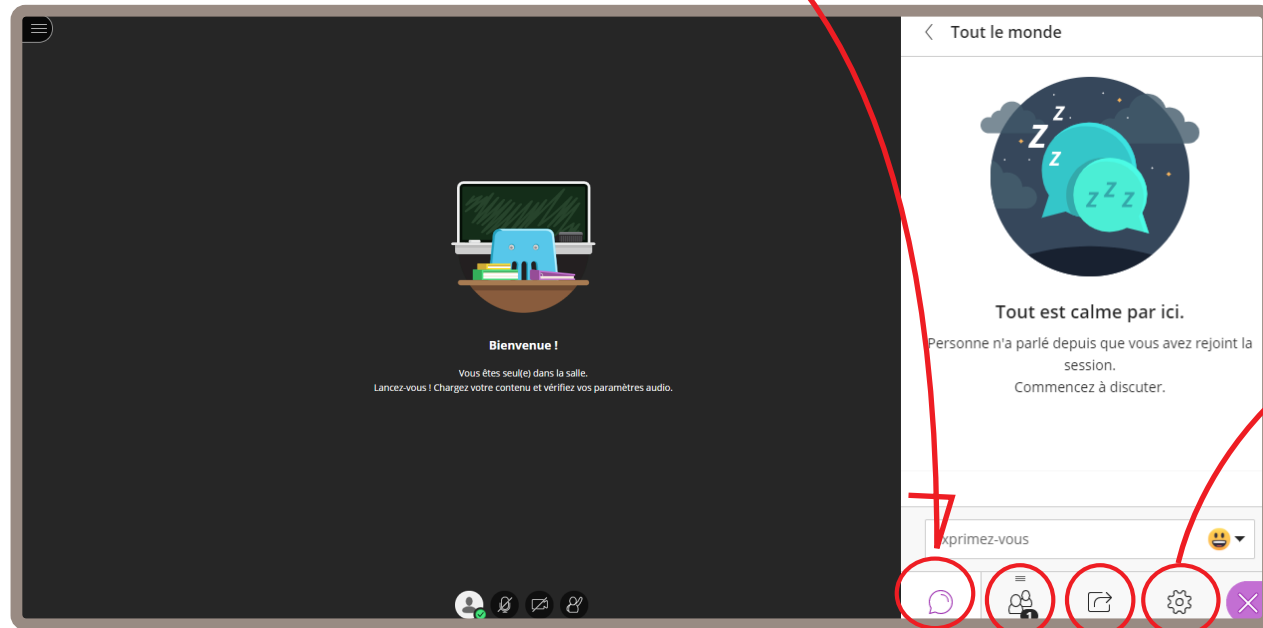 Tout le monde
z
Z
z
z z z
Tout est calme par ici.
Personne n'a parlé depuis que vous avez rejoint la
session.
Commencez à discuter.
Bienvenue !
Vous êtes seul(e) dans la salle.
Lancez-vous ! Chargez votre contenu et vérifiez vos paramètres audio.
xprimez-vous
1